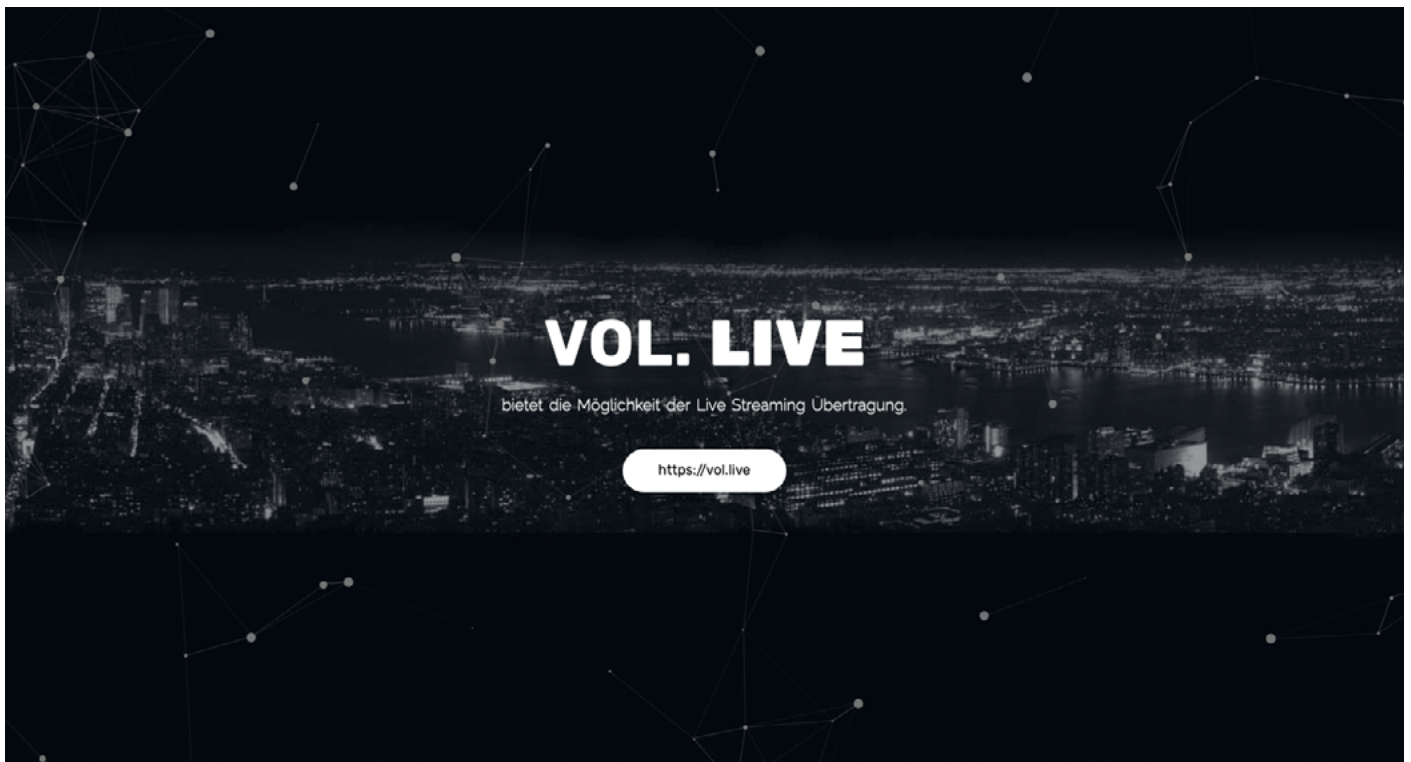 VOL. LIVE
bietet die Möglichkeit der Live Streaming Übertragung.
https://vol.live